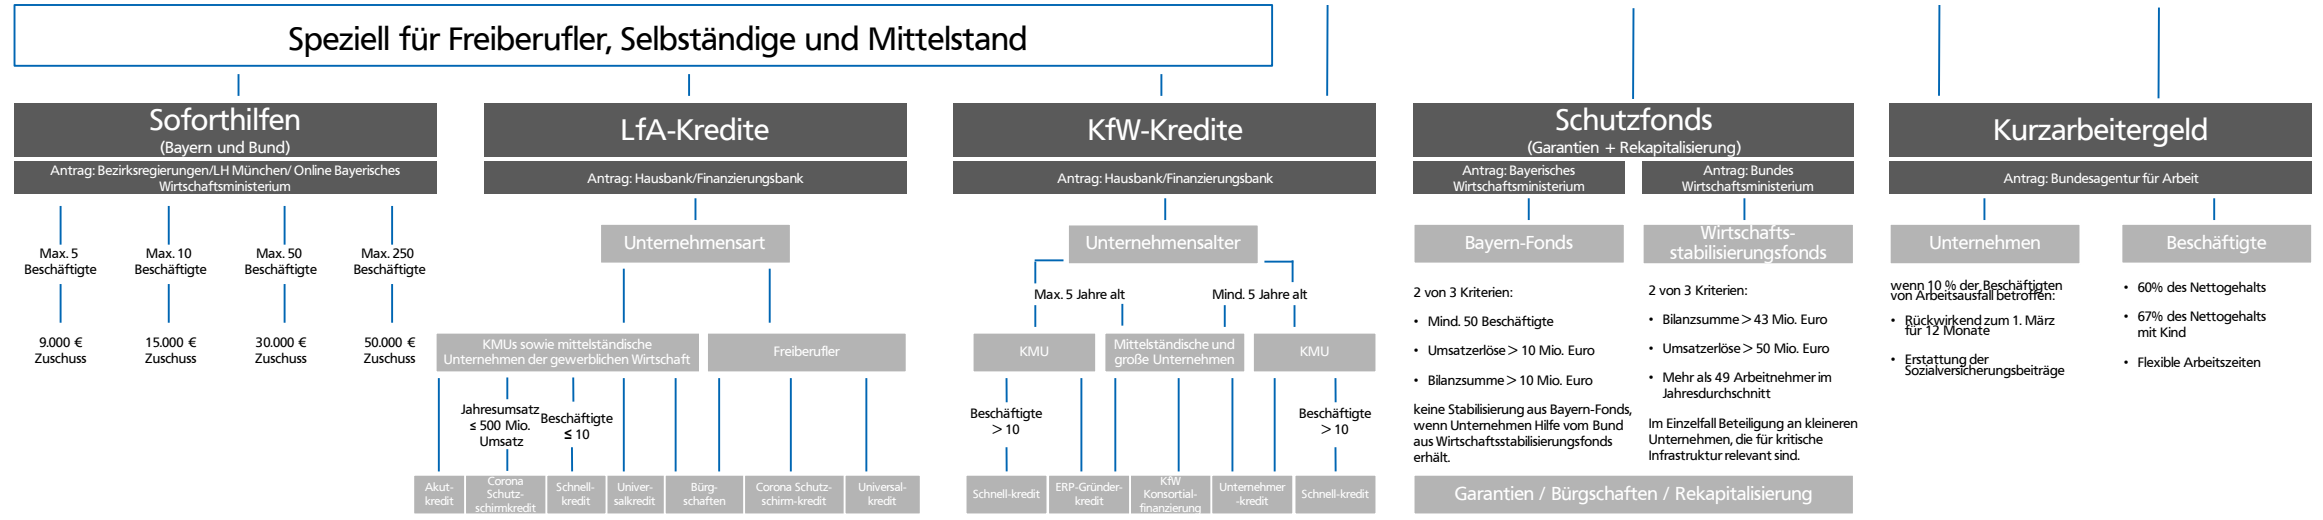 Speziell für Freiberufler, Selbständige und Mittelstand
Soforthilfen
(Bayern und Bund)
Antrag: Bezirksregierungen/LH München/ Online Bayerisches
Wirtschaftsministerium
Max. 5
Beschäftigte
Max. 10
Beschäftigte
Max. 50
Beschäftigte
Max. 250
Beschäftigte
9.000 €
Zuschuss
15.000 €
Zuschuss
30.000 €
Zuschuss
50.000 €
Zuschuss
LfA-Kredite
Antrag: Hausbank/Finanzierungsbank
Unternehmensart
KMUs sowie mittelständische
Unternehmen der gewerblichen Wirtschaft
Freiberufler
Jahresumsatz
≤ 500 Mio.
Umsatz
Beschäftigte
≤ 10
Akut-
kredit
Corona
Schutz-
schirmkredit
Schnell-
kredit
Univer-
salkredit
Bürg-
schaften
Corona Schutz-
schirm-kredit
Universal-
kredit
KfW-Kredite
Antrag: Hausbank/Finanzierungsbank
Unternehmensalter
Max. 5 Jahre alt
Mind. 5 Jahre alt
KMU
Mittelständische und
große Unternehmen
KMU
Beschäftigte
> 10
Beschäftigte
> 10
Schnell-kredit
ERP-Gründer-
kredit
KfW
Konsortial-
finanzierung
Unternehmer
-kredit
Schnell-kredit
Schutzfonds
(Garantien + Rekapitalisierung)
Antrag: Bayerisches
Wirtschaftsministerium
Antrag: Bundes
Wirtschaftsministerium
Bayern-Fonds
Wirtschafts-
stabilisierungsfonds
2 von 3 Kriterien:
• Mind. 50 Beschäftigte
• Umsatzerlöse > 10 Mio. Euro
• Bilanzsumme > 10 Mio. Euro
keine Stabilisierung aus Bayern-Fonds,
wenn Unternehmen Hilfe vom Bund
aus Wirtschaftsstabilisierungsfonds
erhält.
2 von 3 Kriterien:
• Bilanzsumme > 43 Mio. Euro
• Umsatzerlöse > 50 Mio. Euro
• Mehr als 49 Arbeitnehmer im
Jahresdurchschnitt
Im Einzelfall Beteiligung an kleineren
Unternehmen, die für kritische
Infrastruktur relevant sind.
Garantien / Bürgschaften / Rekapitalisierung
Kurzarbeitergeld
Antrag: Bundesagentur für Arbeit
Unternehmen
Beschäftigte
wenn 10 % der Beschäftigten
von Arbeitsausfall betroffen:
• Rückwirkend zum 1. März
für 12 Monate
• Erstattung der
Sozialversicherungsbeiträge
• 60% des Nettogehalts
• 67% des Nettogehalts
mit Kind
• Flexible Arbeitszeiten